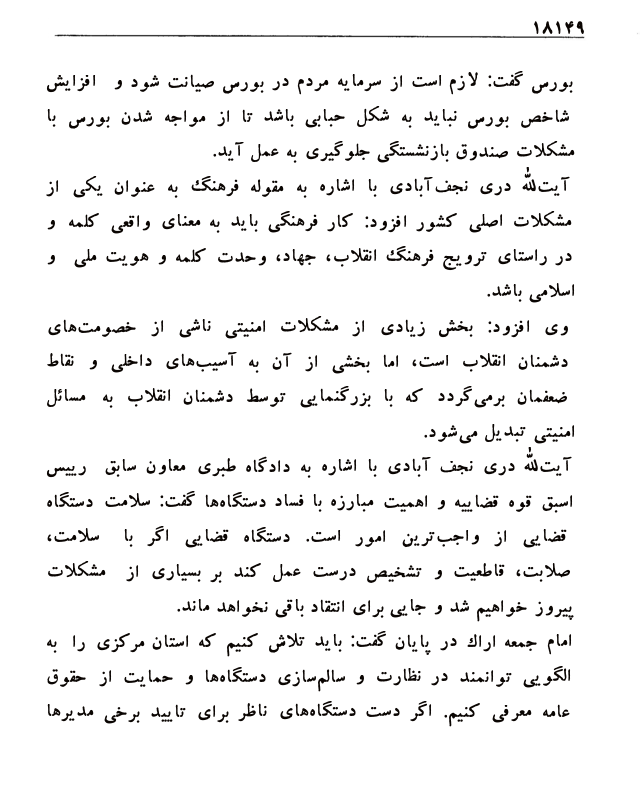 ۱۸۱۴۹
بورس گفت: لازم است از سرمایه مردم در بورس صیانت شود و افزایش
شاخص بورس نباید به شکل حبابی باشد تا از مواجه شدن بورس با
مشکلات صندوق بازنشستگی جلوگیری به عمل آید.
آیت‌الله دری نجف‌آبادی با اشاره به مقوله فرهنگ به عنوان یکی از
مشکلات اصلی کشور افزود: کار فرهنگی باید به معنای واقعی کلمه و
در راستای ترویج فرهنگ انقلاب، جهاد، وحدت کلمه و هویت ملی و
اسلامی باشد.
وی افزود: بخش زیادی از مشکلات امنیتی ناشی از خصومت‌های
دشمنان انقلاب است، اما بخشی از آن به آسیب‌های داخلی و نقاط
ضعفمان برمی‌گردد که با بزرگنمایی توسط دشمنان انقلاب به مسائل
امنیتی تبدیل می‌شود.
آیت‌الله دری نجف آبادی با اشاره به دادگاه طبری معاون سابق رییس
اسبق قوه قضاییه و اهمیت مبارزه با فساد دستگاه‌ها گفت: سلامت دستگاه
قضایی از واجب‌ترین امور است. دستگاه قضایی اگر با سلامت،
صلابت، قاطعیت و تشخیص درست عمل کند بر بسیاری از مشکلات
پیروز خواهیم شد و جایی برای انتقاد باقی نخواهد ماند.
امام جمعه اراك در پایان گفت: باید تلاش کنیم که استان مرکزی را به
الگویی توانمند در نظارت و سالم‌سازی دستگاه‌ها و حمایت از حقوق
عامه معرفی کنیم. اگر دست دستگاه‌های ناظر برای تایید برخی مدیرها